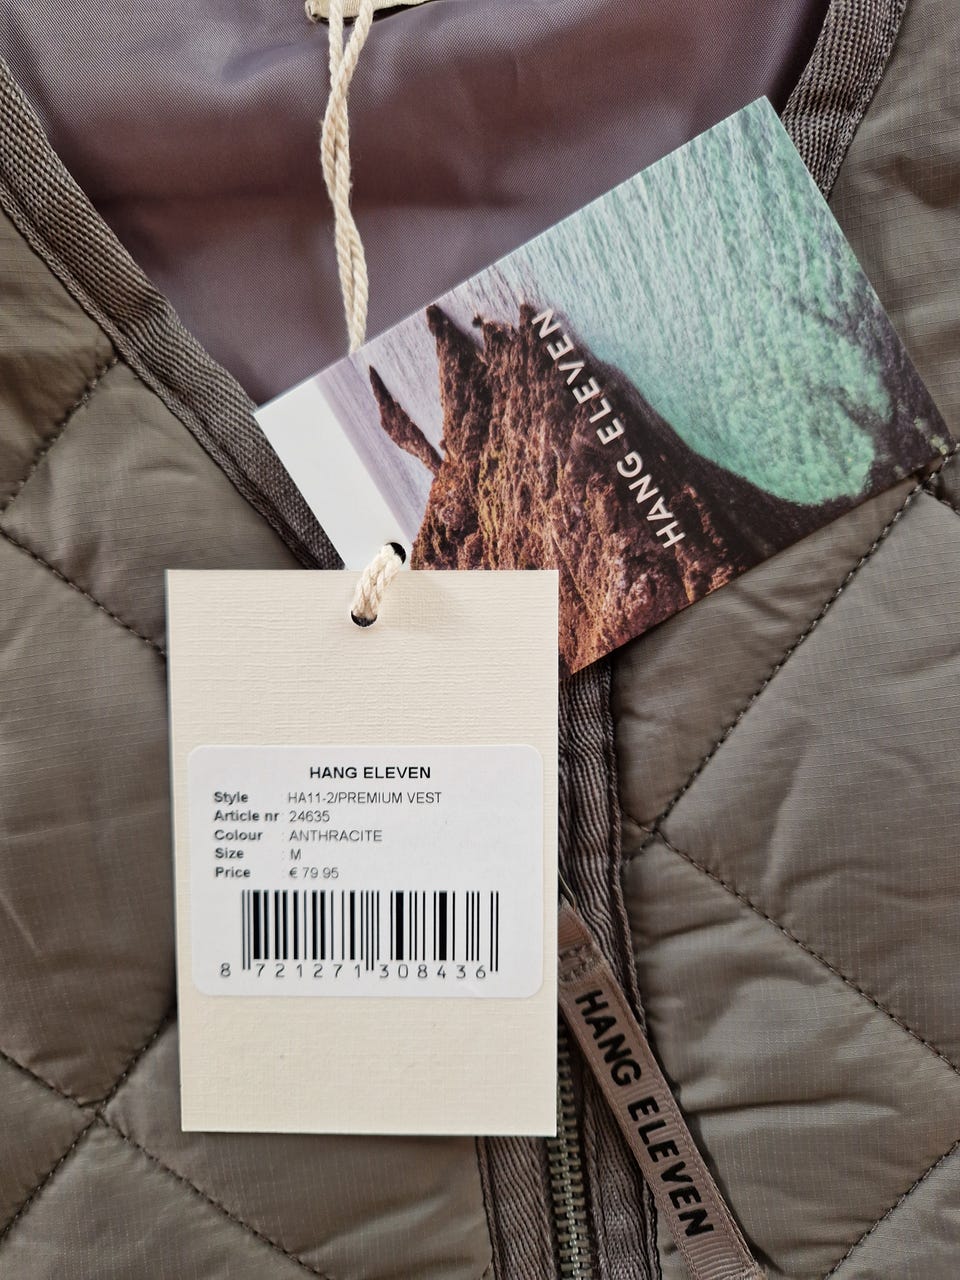 HANG ELEVEN
HANG ELEVEN
Style : HA11-2/PREMIUM VEST
Article nr : 24635
Colour : ANTHRACITE
Size : M
Price : € 79.95
8 721271 308436
HANG ELEVEN